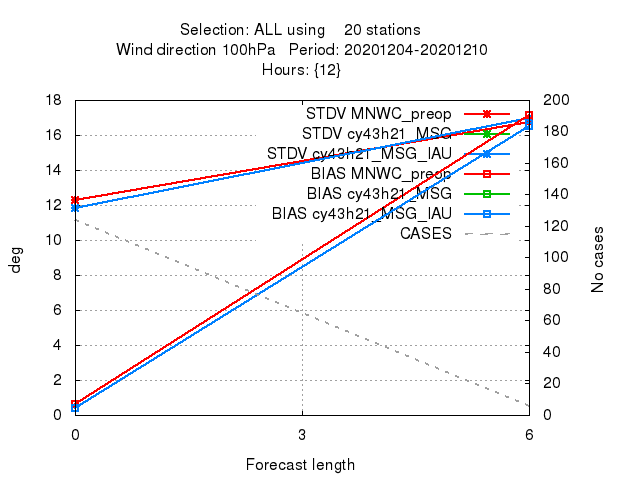 Selection: ALL using 20 stations
Wind direction 100hPa Period: 20201204-20201210
Hours: {12}
18 200
STDV MNWC_preop
16 180
STDV cy43h21_MSG
160
STDV cy43h21_MSG_IAU
14
BIAS MNWC_preop
140
BIAS cy43h21_MSG
12
BIAS cy43h21_MSG_IAU
120
CASES
10
100
deg
No cases
8 80
6 60
40
4
2 20
0 0
0 3 6
Forecast length